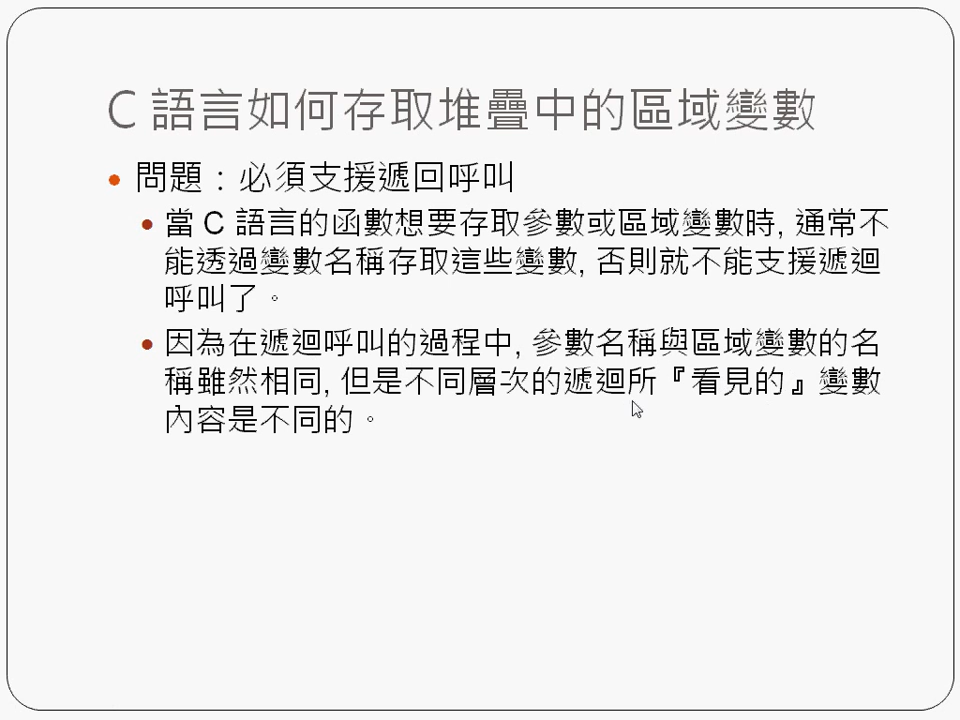 C 語言如何存取堆疊中的區域變數
問題：必須支援遞回呼叫
當 C 語言的函數想要存取參數或區域變數時, 通常不
能透過變數名稱存取這些變數, 否則就不能支援遞迴
呼叫了。
因為在遞迴呼叫的過程中, 參數名稱與區域變數的名
稱雖然相同, 但是不同層次的遞迴所『看見的』變數
內容是不同的。